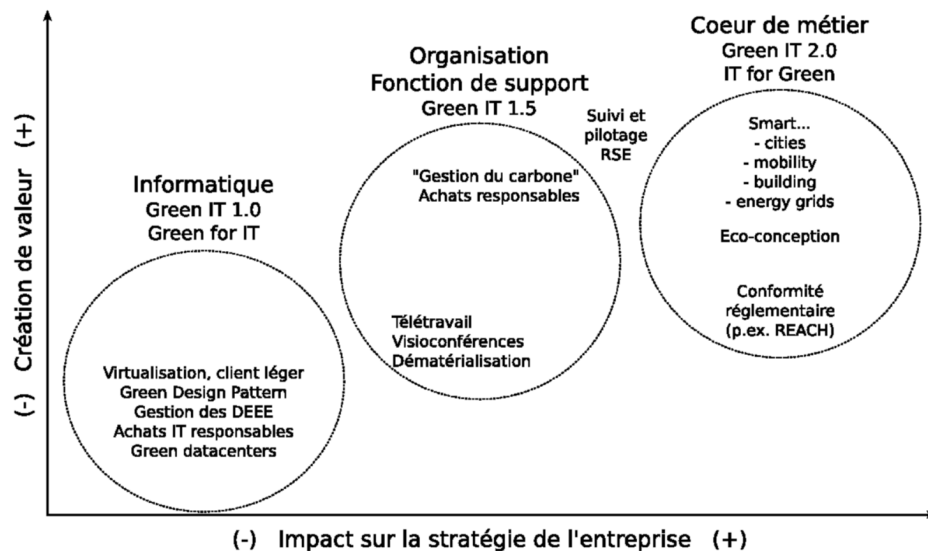 Coeur de métier
Green IT 2.0
IT for Green
Organisation
Fonction de support
Green IT 1.5
Suivi et
pilotage
RSE
Smart...
- cities
- mobility
- building
- energy grids
Eco-conception
Conformité
réglementaire
(p.ex. REACH)
"Gestion du carbone"
Achats responsables
Télétravail
Visioconférences
Dématérialisation
Informatique
Green IT 1.0
Green for IT
Virtualisation, client léger
Green Design Pattern
Gestion des DEEE
Achats IT responsables
Green datacenters
(-) Création de valeur (+)
(-) Impact sur la stratégie de l'entreprise (+)